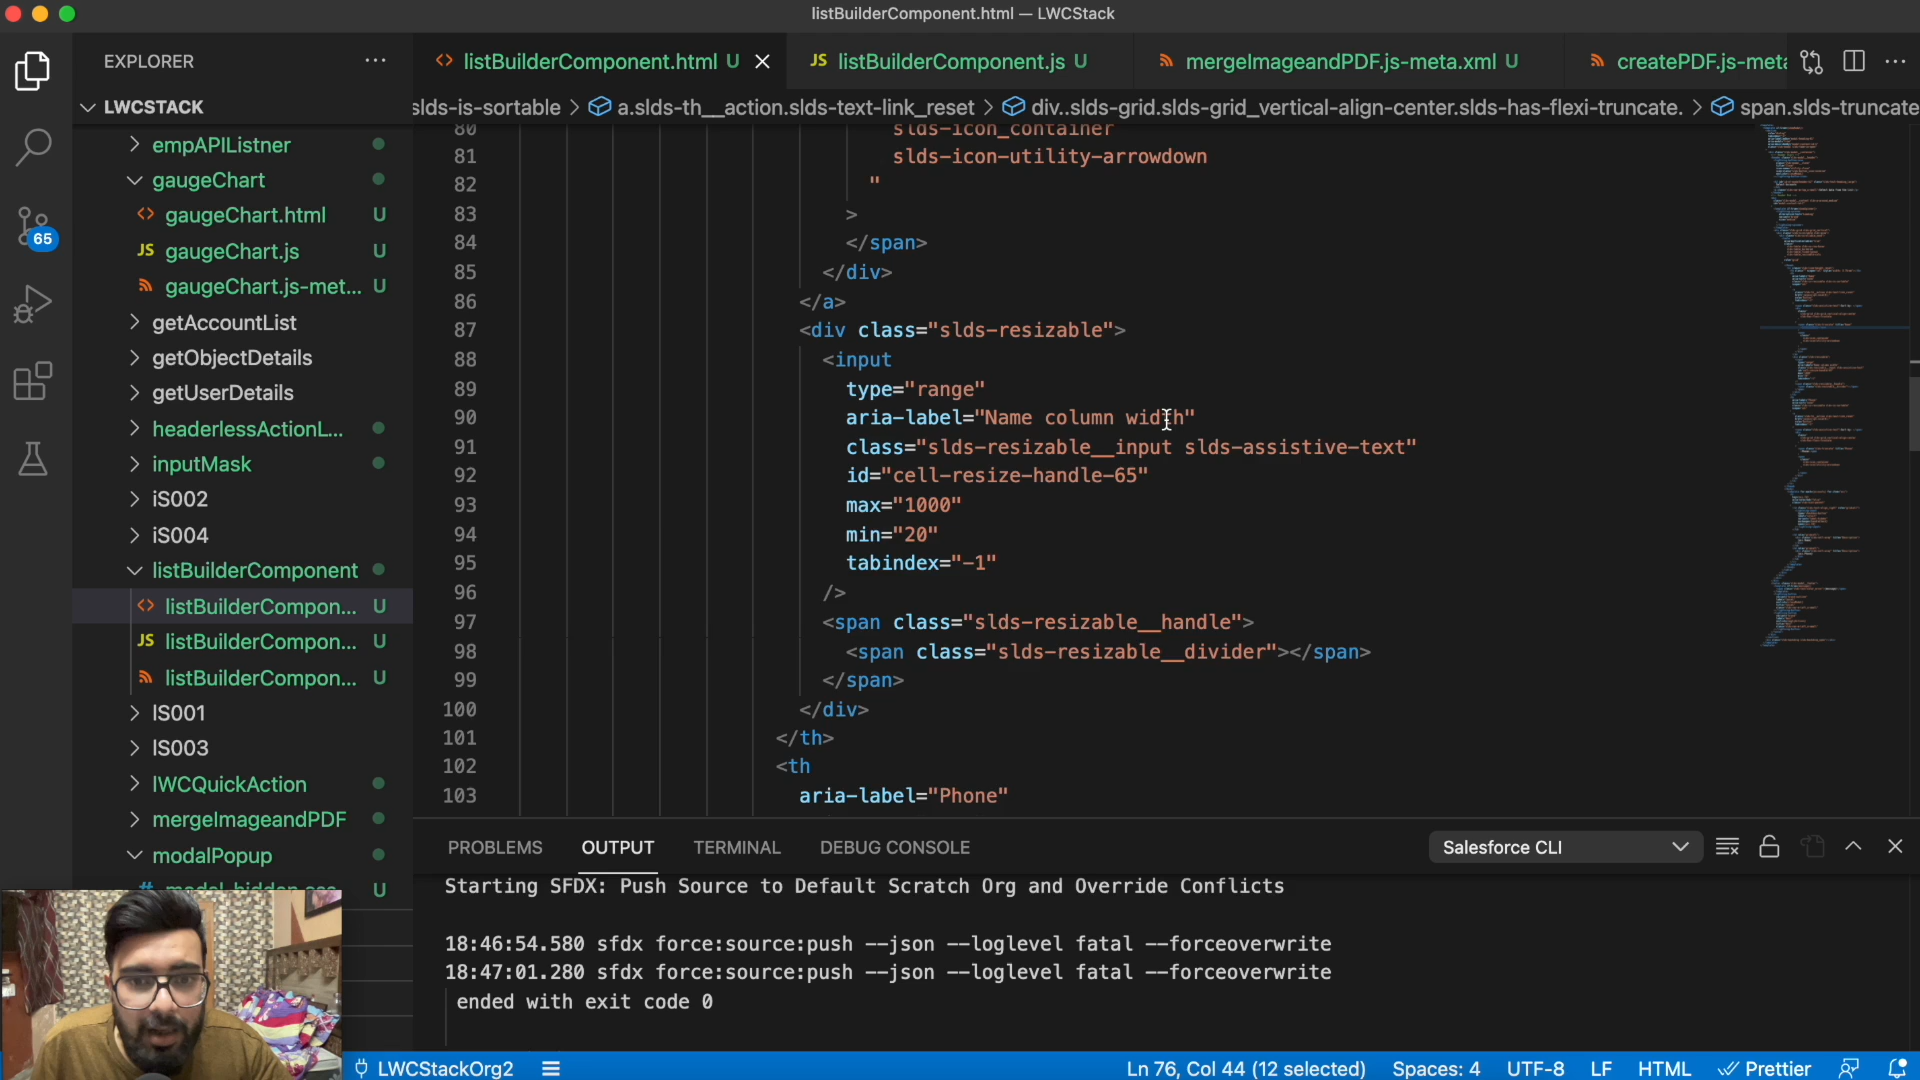 listBuilderComponent.html — LWCStack
EXPLORER
listBuilderComponent.html U
JS listBuilderComponent.js U
mergeImageandPDF.js-meta.xml U
createPDF.js-meta
LWCSTACK
slds-is-sortable > a.slds-th__action.slds-text-link_reset > div..slds-grid.slds-grid_vertical-align-center.slds-has-flexi-truncate. > span.slds-truncate
empAPIListner
gaugeChart
gaugeChart.html U
JS gaugeChart.js U
gaugeChart.js-met... U
getAccountList
getObjectDetails
getUserDetails
headerlessActionL...
inputMask
iS002
iS004
listBuilderComponent
listBuilderCompon... U
JS listBuilderCompon... U
listBuilderCompon... U
IS001
IS003
lWCQuickAction
mergeImageandPDF
modalPopup
U
65
80 slds-icon_container
81 slds-icon-utility-arrowdown
82 "
83 >
84 </span>
85 </div>
86 </a>
87 <div class="slds-resizable">
88 <input
89 type="range"
90 aria-label="Name column width"
91 class="slds-resizable__input slds-assistive-text"
92 id="cell-resize-handle-65"
93 max="1000"
94 min="20"
95 tabindex="-1"
96 />
97 <span class="slds-resizable__handle">
98 <span class="slds-resizable__divider"></span>
99 </span>
100 </div>
101 </th>
102 <th
103 aria-label="Phone"
PROBLEMS OUTPUT TERMINAL DEBUG CONSOLE
Salesforce CLI
Starting SFDX: Push Source to Default Scratch Org and Override Conflicts
18:46:54.580 sfdx force:source:push --json --loglevel fatal --forceoverwrite
18:47:01.280 sfdx force:source:push --json --loglevel fatal --forceoverwrite
ended with exit code 0
LWCStackOrg2
Ln 76, Col 44 (12 selected) Spaces: 4 UTF-8 LF HTML Prettier